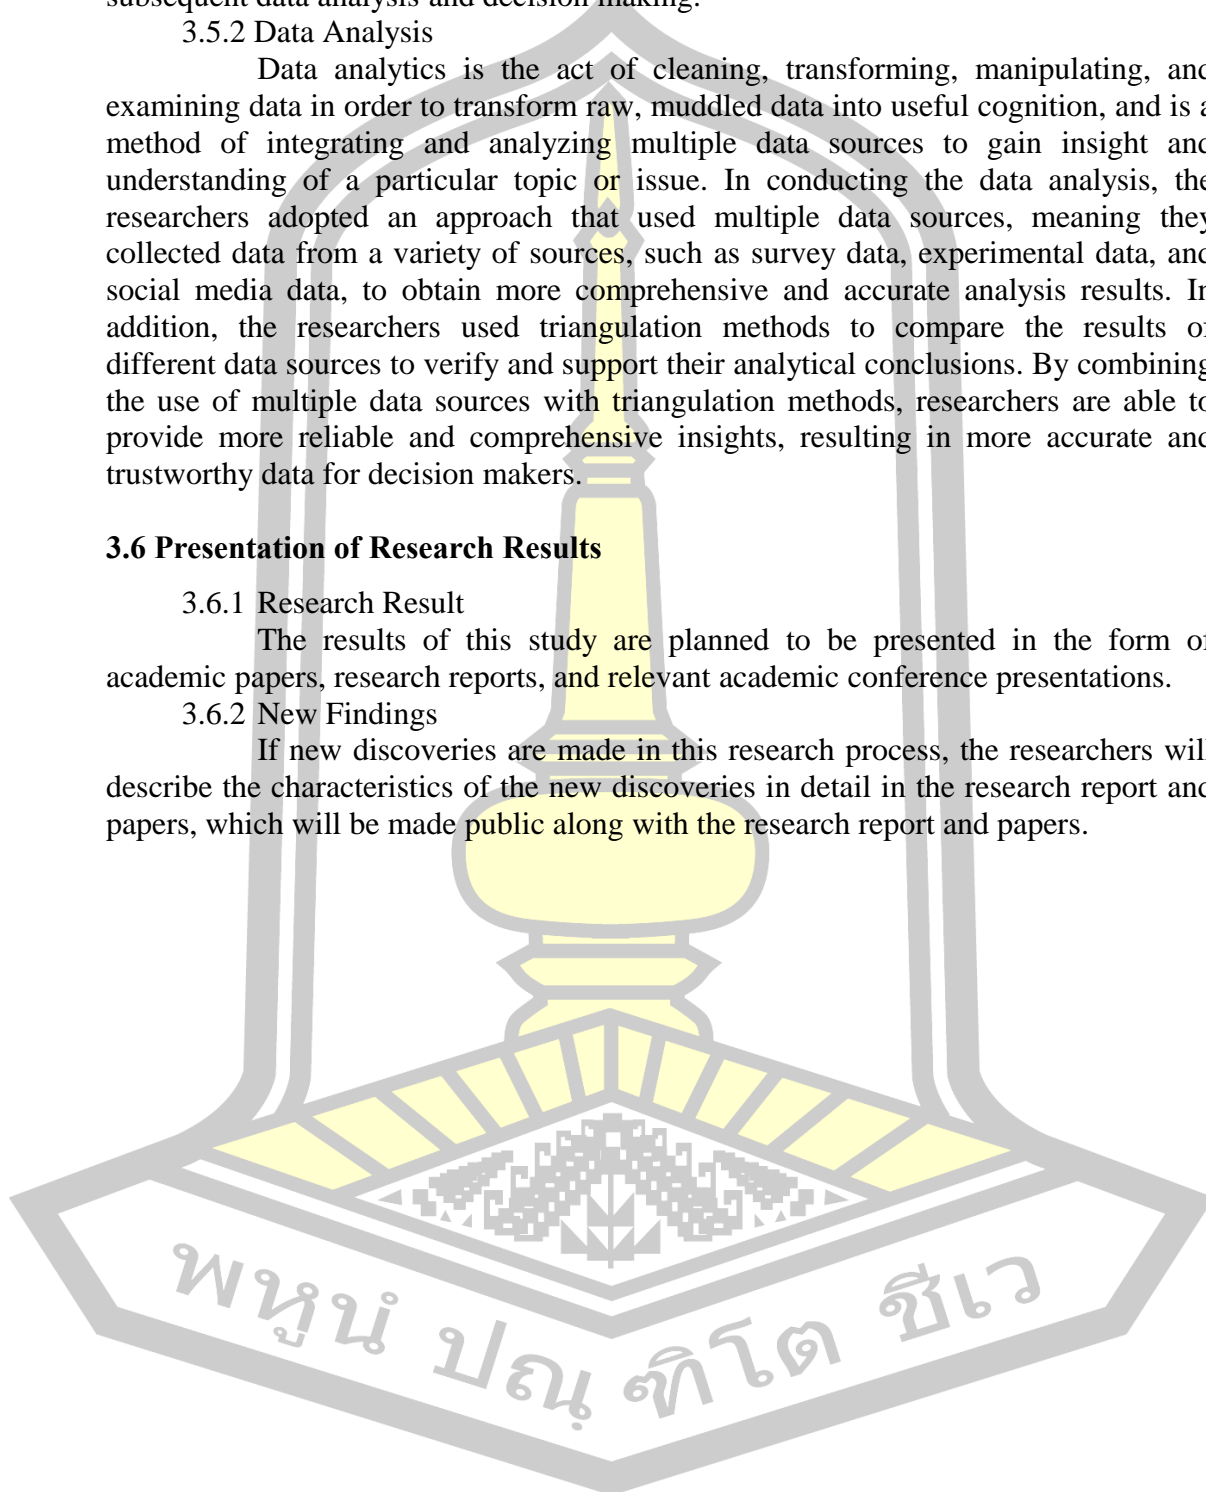 subsequent data analysis and decision making.
3.5.2 Data Analysis
Data analytics is the act of cleaning, transforming, manipulating, and
examining data in order to transform raw, muddled data into useful cognition, and is a
method of integrating and analyzing multiple data sources to gain insight and
understanding of a particular topic or issue. In conducting the data analysis, the
researchers adopted an approach that used multiple data sources, meaning they
collected data from a variety of sources, such as survey data, experimental data, and
social media data, to obtain more comprehensive and accurate analysis results. In
addition, the researchers used triangulation methods to compare the results of
different data sources to verify and support their analytical conclusions. By combining
the use of multiple data sources with triangulation methods, researchers are able to
provide more reliable and comprehensive insights, resulting in more accurate and
trustworthy data for decision makers.
3.6 Presentation of Research Results
3.6.1 Research Result
The results of this study are planned to be presented in the form of
academic papers, research reports, and relevant academic conference presentations.
3.6.2 New Findings
If new discoveries are made in this research process, the researchers will
describe the characteristics of the new discoveries in detail in the research report and
papers, which will be made public along with the research report and papers.
พหูนํ ปณฺฑิโต ชีเว